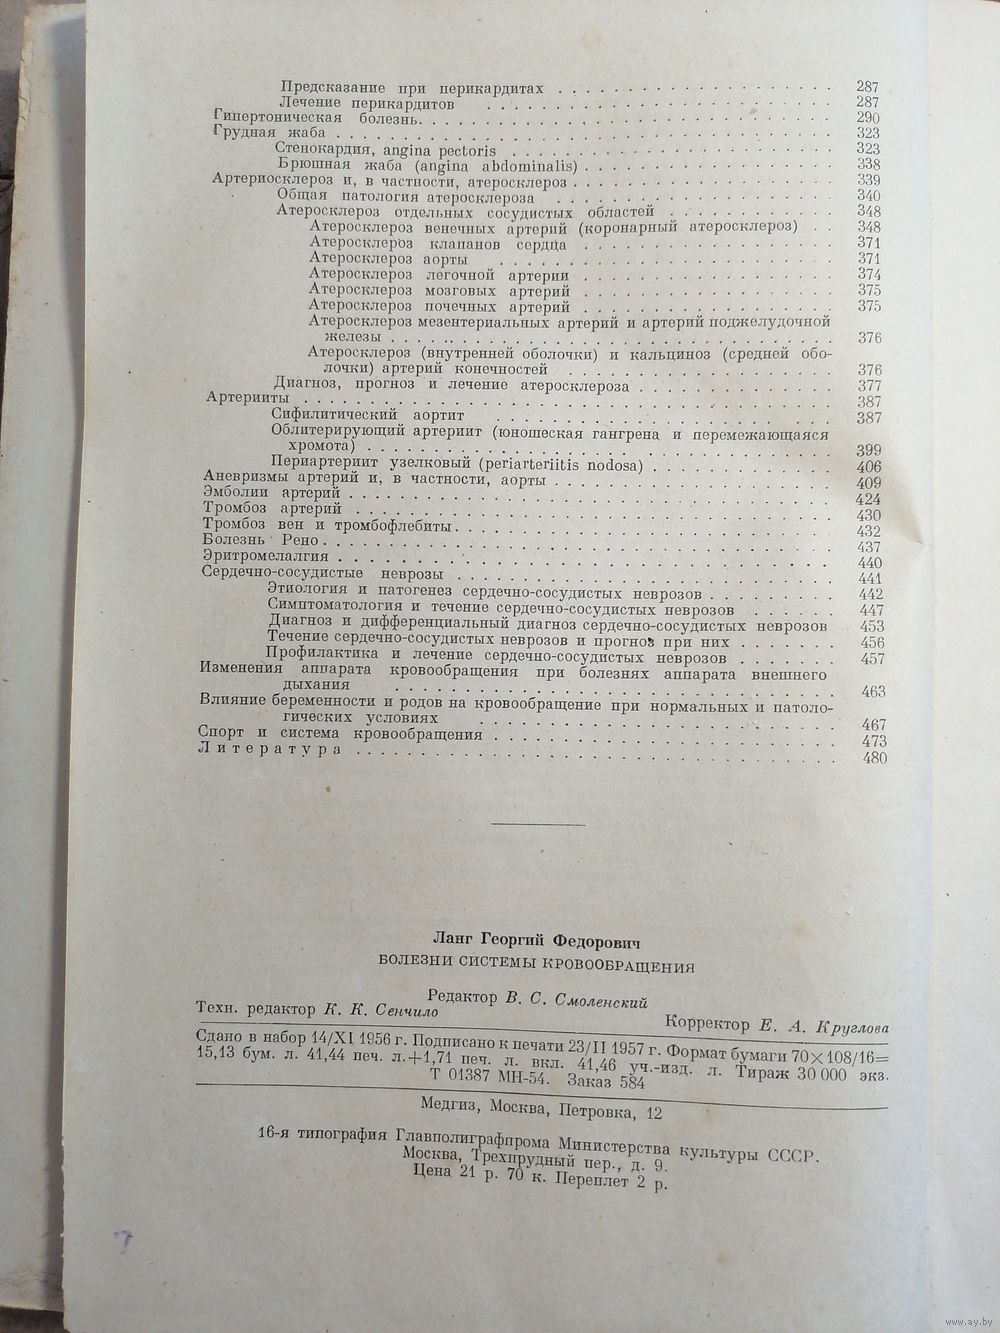 Предсказание при перикардитах . . . . . . . . . . . . . . . . . . . . 287
Лечение перикардитов . . . . . . . . . . . . . . . . . . . . . . . . . 287
Гипертоническая болезнь. . . . . . . . . . . . . . . . . . . . . . . . 290
Грудная жаба . . . . . . . . . . . . . . . . . . . . . . . . . . . . . . 323
Стенокардия, angina pectoris . . . . . . . . . . . . . . . . . . . . . 323
Брюшная жаба (angina abdominalis) . . . . . . . . . . . . . . . . . . 338
Артериосклероз и, в частности, атеросклероз . . . . . . . . . . . . . 339
Общая патология атеросклероза . . . . . . . . . . . . . . . . . . . . 340
Атеросклероз отдельных сосудистых областей . . . . . . . . . . . . 348
Атеросклероз венечных артерий (коронарный атеросклероз) . . 348
Атеросклероз клапанов сердца . . . . . . . . . . . . . . . . . . 371
Атеросклероз аорты . . . . . . . . . . . . . . . . . . . . . . . 371
Атеросклероз легочной артерии . . . . . . . . . . . . . . . . . 374
Атеросклероз мозговых артерий . . . . . . . . . . . . . . . . . 375
Атеросклероз почечных артерий . . . . . . . . . . . . . . . . . 375
Атеросклероз мезентериальных артерий и артерий поджелудочной
железы . . . . . . . . . . . . . . . . . . . . . . . . . . . . . . 376
Атеросклероз (внутренней оболочки) и кальциноз (средней обо-
лочки) артерий конечностей . . . . . . . . . . . . . . . . . . . 376
Диагноз, прогноз и лечение атеросклероза . . . . . . . . . . . . . 377
Артерииты . . . . . . . . . . . . . . . . . . . . . . . . . . . . . . . . 387
Сифилитический аортит . . . . . . . . . . . . . . . . . . . . . . . . 387
Облитерирующий артериит (юношеская гангрена и перемежающаяся
хромота) . . . . . . . . . . . . . . . . . . . . . . . . . . . . . . . 399
Периартериит узелковый (periarteriitis nodosa) . . . . . . . . . . . . 406
Аневризмы артерий и, в частности, аорты . . . . . . . . . . . . . . . . 409
Эмболии артерий . . . . . . . . . . . . . . . . . . . . . . . . . . . . . 424
Тромбоз артерий . . . . . . . . . . . . . . . . . . . . . . . . . . . . . 430
Тромбоз вен и тромбофлебиты. . . . . . . . . . . . . . . . . . . . . . 432
Болезнь Рено . . . . . . . . . . . . . . . . . . . . . . . . . . . . . . . 437
Эритромелалгия . . . . . . . . . . . . . . . . . . . . . . . . . . . . . . 440
Сердечно-сосудистые неврозы . . . . . . . . . . . . . . . . . . . . . . 441
Этиология и патогенез сердечно-сосудистых неврозов . . . . . . . . . 442
Симптоматология и течение сердечно-сосудистых неврозов . . . . . . 447
Диагноз и дифференциальный диагноз сердечно-сосудистых неврозов 453
Течение сердечно-сосудистых неврозов и прогноз при них . . . . . . . 456
Профилактика и лечение сердечно-сосудистых неврозов . . . . . . . 457
Изменения аппарата кровообращения при болезнях аппарата внешнего
дыхания . . . . . . . . . . . . . . . . . . . . . . . . . . . . . . . 463
Влияние беременности и родов на кровообращение при нормальных и патоло-
гических условиях . . . . . . . . . . . . . . . . . . . . . . . . . 467
Спорт и система кровообращения . . . . . . . . . . . . . . . . . . . . 473
Литература . . . . . . . . . . . . . . . . . . . . . . . . . . . . . . . 480
Ланг Георгий Федорович
БОЛЕЗНИ СИСТЕМЫ КРОВООБРАЩЕНИЯ
Редактор В. С. Смоленский
Техн. редактор К. К. Сенчило
Корректор Е. А. Круглова
Сдано в набор 14/XI 1956 г. Подписано к печати 23/II 1957 г. Формат бумаги 70×108/16=
15,13 бум. л. 41,44 печ. л.+1,71 печ. л. вкл. 41,46 уч.-изд. л. Тираж 30 000 экз.
Т 01387 МН-54. Заказ 584
Медгиз, Москва, Петровка, 12
16-я типография Главполиграфпрома Министерства культуры СССР.
Москва, Трехпрудный пер., д. 9.
Цена 21 р. 70 к. Переплет 2 р.
7
www.ay.by